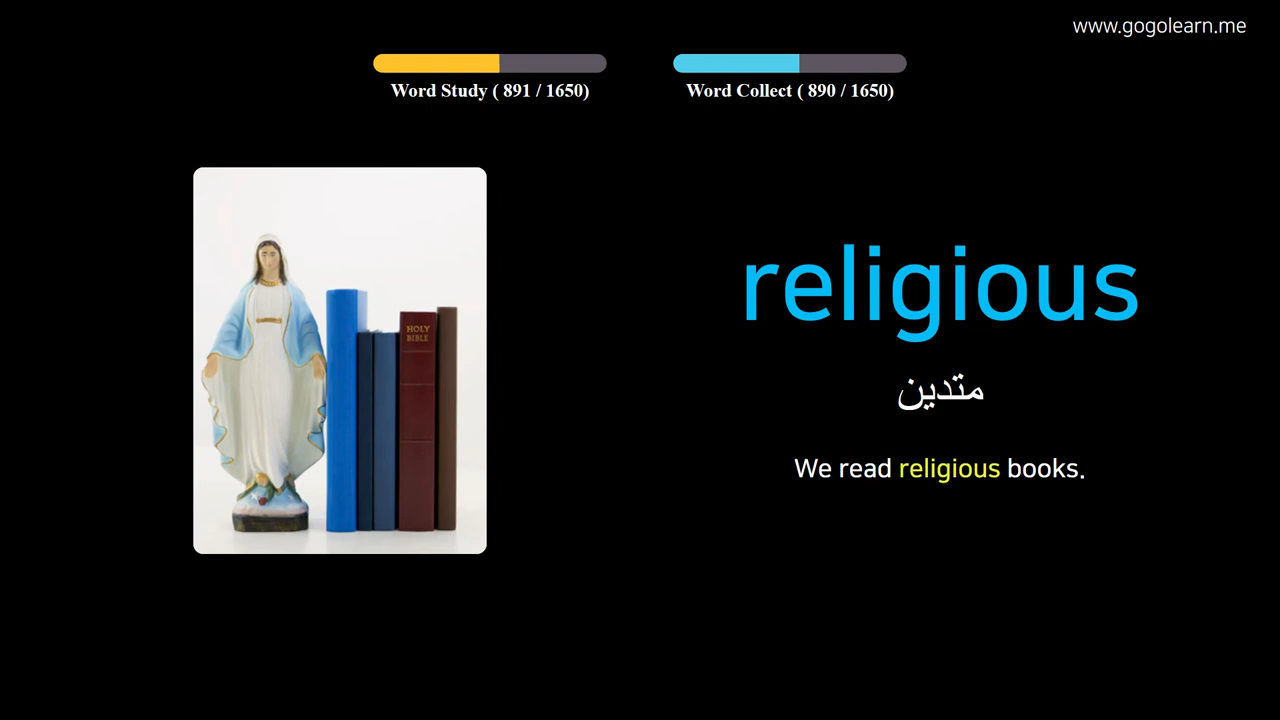 www.gogolearn.me
Word Study ( 891 / 1650)
Word Collect ( 890 / 1650)
HOLY
BIBLE
religious
متدين
We read religious books.